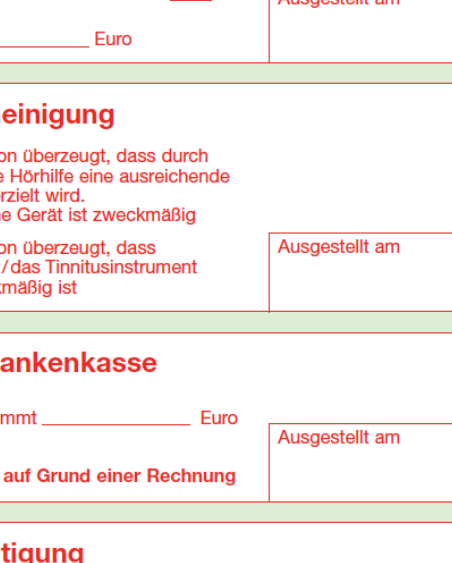 Ausgestellt am
Euro
einigung
on überzeugt, dass durch
e Hörhilfe eine ausreichende
rzielt wird.
e Gerät ist zweckmäßig
on überzeugt, dass
/das Tinnitusinstrument
mäßig ist
Ausgestellt am
ankenkasse
mmt Euro
Ausgestellt am
auf Grund einer Rechnung
tigung